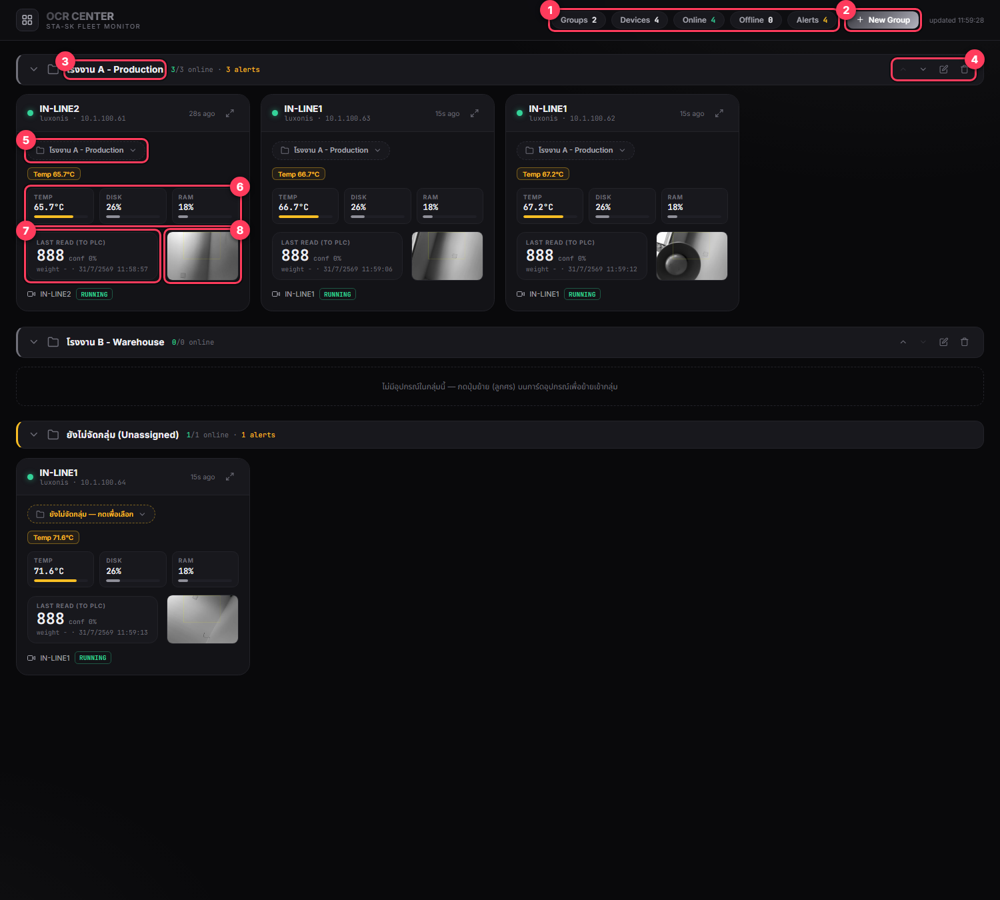 OCR CENTER
STA-SK FLEET MONITOR
1
Groups 2
Devices 4
Online 4
Offline 0
Alerts 4
2
+ New Group
updated 11:59:28
3
โรงงาน A - Production 3/3 online · 3 alerts
4
IN-LINE2
luxonis · 10.1.100.61
28s ago
5
โรงงาน A - Production
Temp 65.7°C
6
TEMP
65.7°C
DISK
26%
RAM
18%
7
LAST READ (TO PLC)
888 conf 0%
weight - · 31/7/2569 11:58:57
8
IN-LINE2 RUNNING
IN-LINE1
luxonis · 10.1.100.63
15s ago
โรงงาน A - Production
Temp 66.7°C
TEMP
66.7°C
DISK
26%
RAM
18%
LAST READ (TO PLC)
888 conf 0%
weight - · 31/7/2569 11:59:06
IN-LINE1 RUNNING
IN-LINE1
luxonis · 10.1.100.62
15s ago
โรงงาน A - Production
Temp 67.2°C
TEMP
67.2°C
DISK
26%
RAM
18%
LAST READ (TO PLC)
888 conf 0%
weight - · 31/7/2569 11:59:12
IN-LINE1 RUNNING
โรงงาน B - Warehouse 0/0 online
ไม่มีอุปกรณ์ในกลุ่มนี้ — กดปุ่มย้าย (ลูกศร) บนการ์ดอุปกรณ์เพื่อย้ายเข้ากลุ่ม
ยังไม่จัดกลุ่ม (Unassigned) 1/1 online · 1 alerts
IN-LINE1
luxonis · 10.1.100.64
15s ago
ยังไม่จัดกลุ่ม — กดเพื่อเลือก
Temp 71.6°C
TEMP
71.6°C
DISK
26%
RAM
18%
LAST READ (TO PLC)
888 conf 0%
weight - · 31/7/2569 11:59:13
IN-LINE1 RUNNING